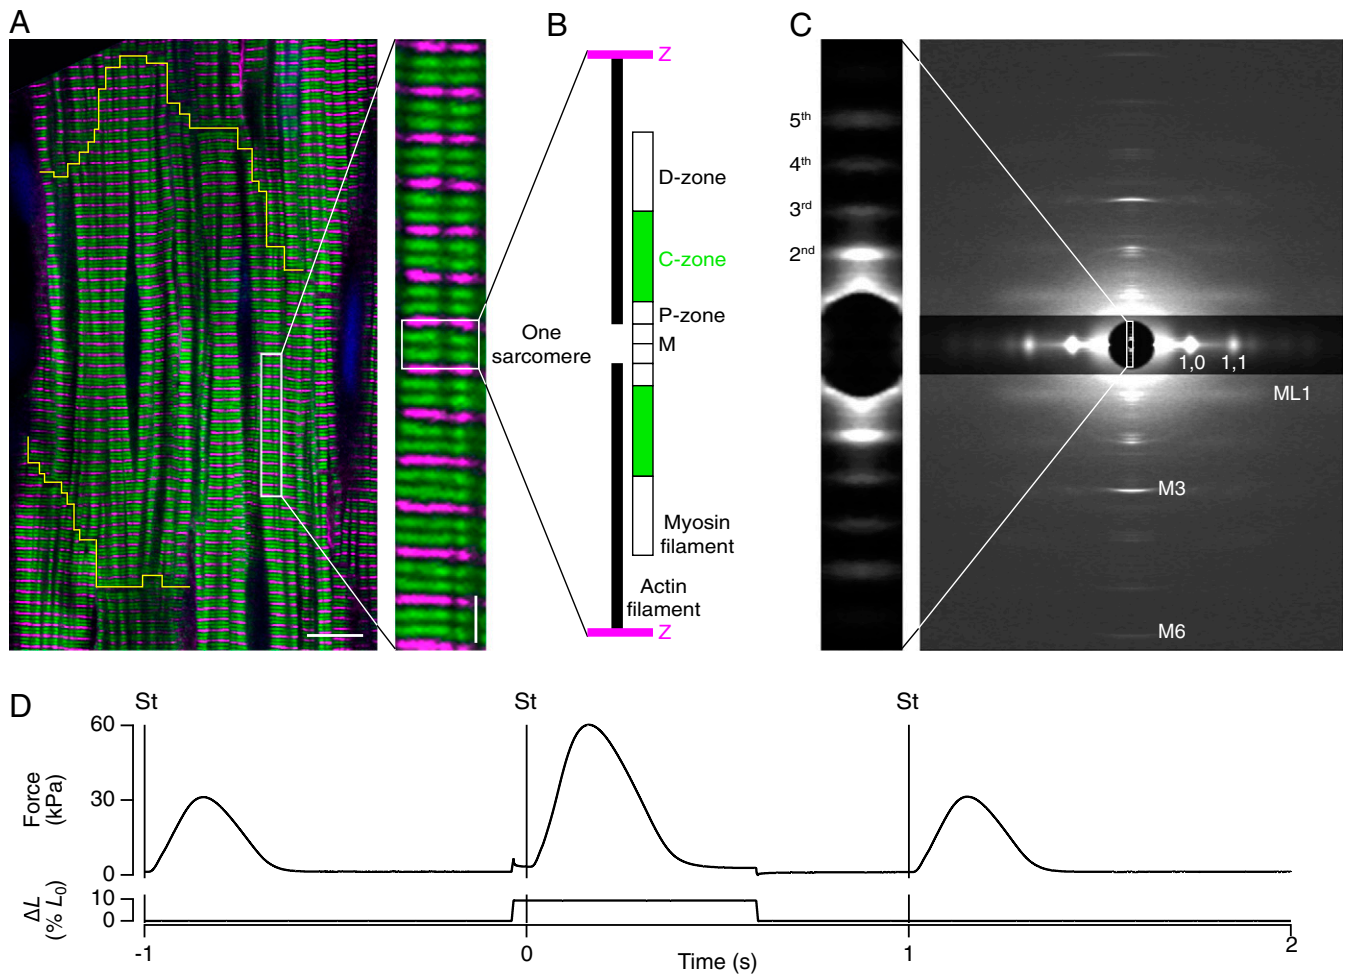 A
B
Z
D-zone
C-zone
P-zone
M
One
sarcomere
Myosin
filament
Actin
filament
Z
C
5th
4th
3rd
2nd
1,0 1,1
ML1
M3
M6
D
St St St
Force
(kPa)
60
30
0
ΔL
(% L0)
10
0
-1 0 1 2
Time (s)